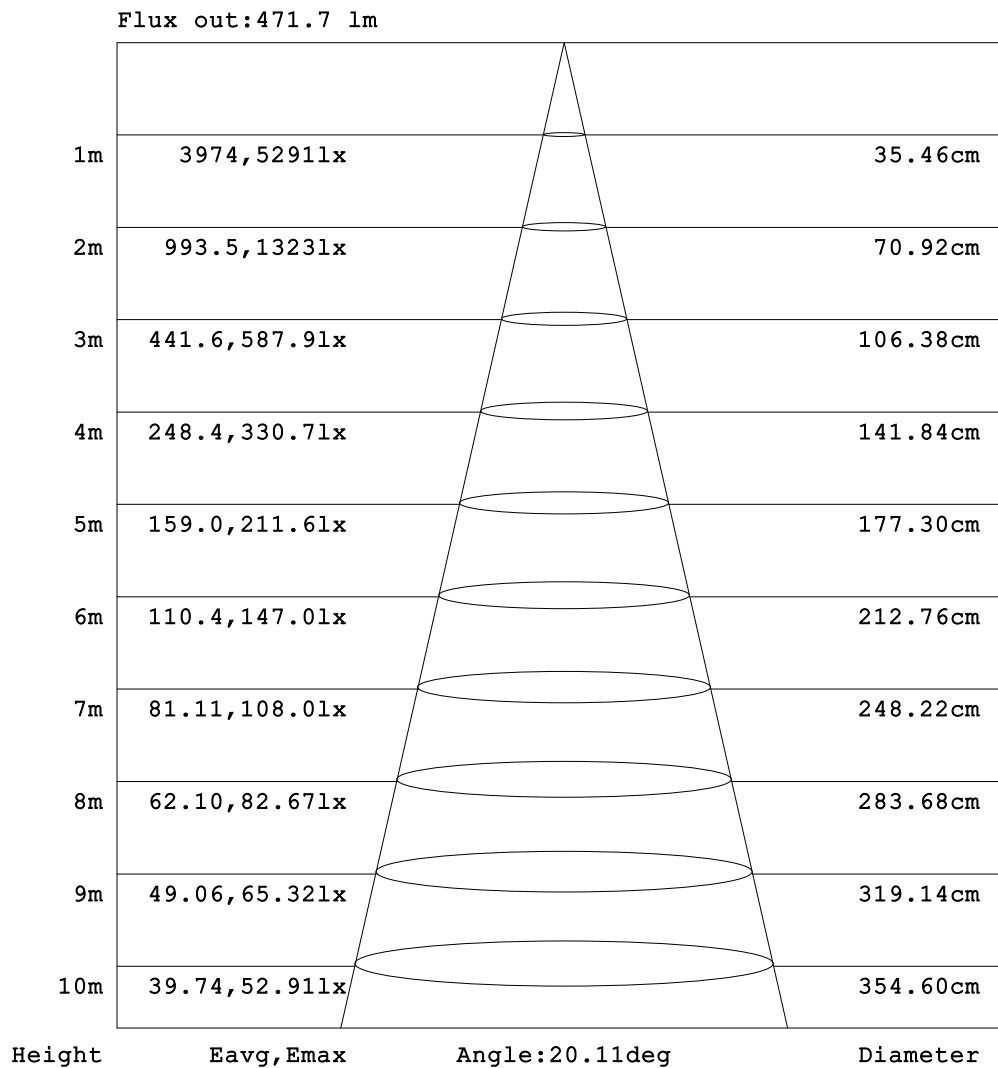 Flux out:471.7 lm
1m 3974,5291lx 35.46cm
2m 993.5,1323lx 70.92cm
3m 441.6,587.9lx 106.38cm
4m 248.4,330.7lx 141.84cm
5m 159.0,211.6lx 177.30cm
6m 110.4,147.0lx 212.76cm
7m 81.11,108.0lx 248.22cm
8m 62.10,82.67lx 283.68cm
9m 49.06,65.32lx 319.14cm
10m 39.74,52.91lx 354.60cm
Height Eavg,Emax Angle:20.11deg Diameter